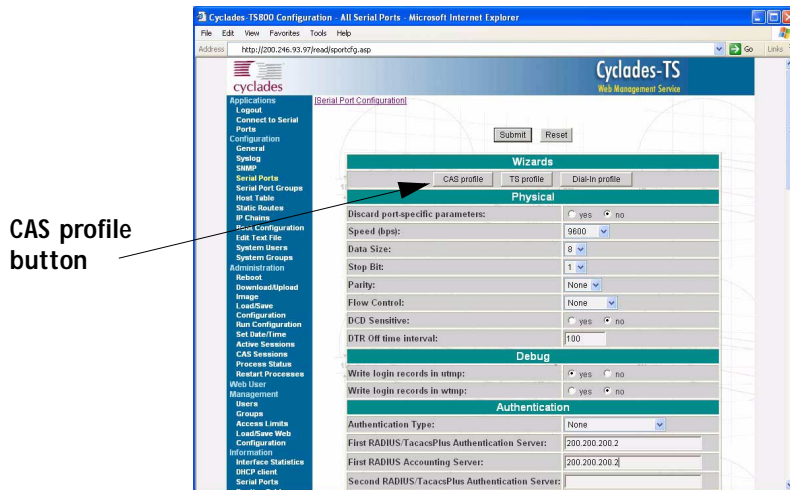 Cyclades-TS800 Configuration - All Serial Ports - Microsoft Internet Explorer
File Edit View Favorites Tools Help
Address http://200.246.93.97/read/sportcfg.asp Go Links
cyclades
Cyclades-TS
Web Management Service
Applications
Logout
Connect to Serial
Ports
Configuration
General
Syslog
SNMP
Serial Ports
Serial Port Groups
Host Table
Static Routes
IP Chains
Boot Configuration
Edit Text File
System Users
System Groups
Administration
Reboot
Download/Upload
Image
Load/Save
Configuration
Run Configuration
Set Date/Time
Active Sessions
CAS Sessions
Process Status
Restart Processes
Web User
Management
Users
Groups
Access Limits
Load/Save Web
Configuration
Information
Interface Statistics
DHCP client
Serial Ports
[Serial Port Configuration]
Submit Reset
Wizards
CAS profile TS profile Dial-In profile
Physical
Discard port-specific parameters: yes no
Speed (bps): 9600
Data Size: 8
Stop Bit: 1
Parity: None
Flow Control: None
DCD Sensitive: yes no
DTR Off time interval: 100
Debug
Write login records in utmp: yes no
Write login records in wtmp: yes no
Authentication
Authentication Type: None
First RADIUS/TacacsPlus Authentication Server: 200.200.200.2
First RADIUS Accounting Server: 200.200.200.2
Second RADIUS/TacacsPlus Authentication Server:
CAS profile
button